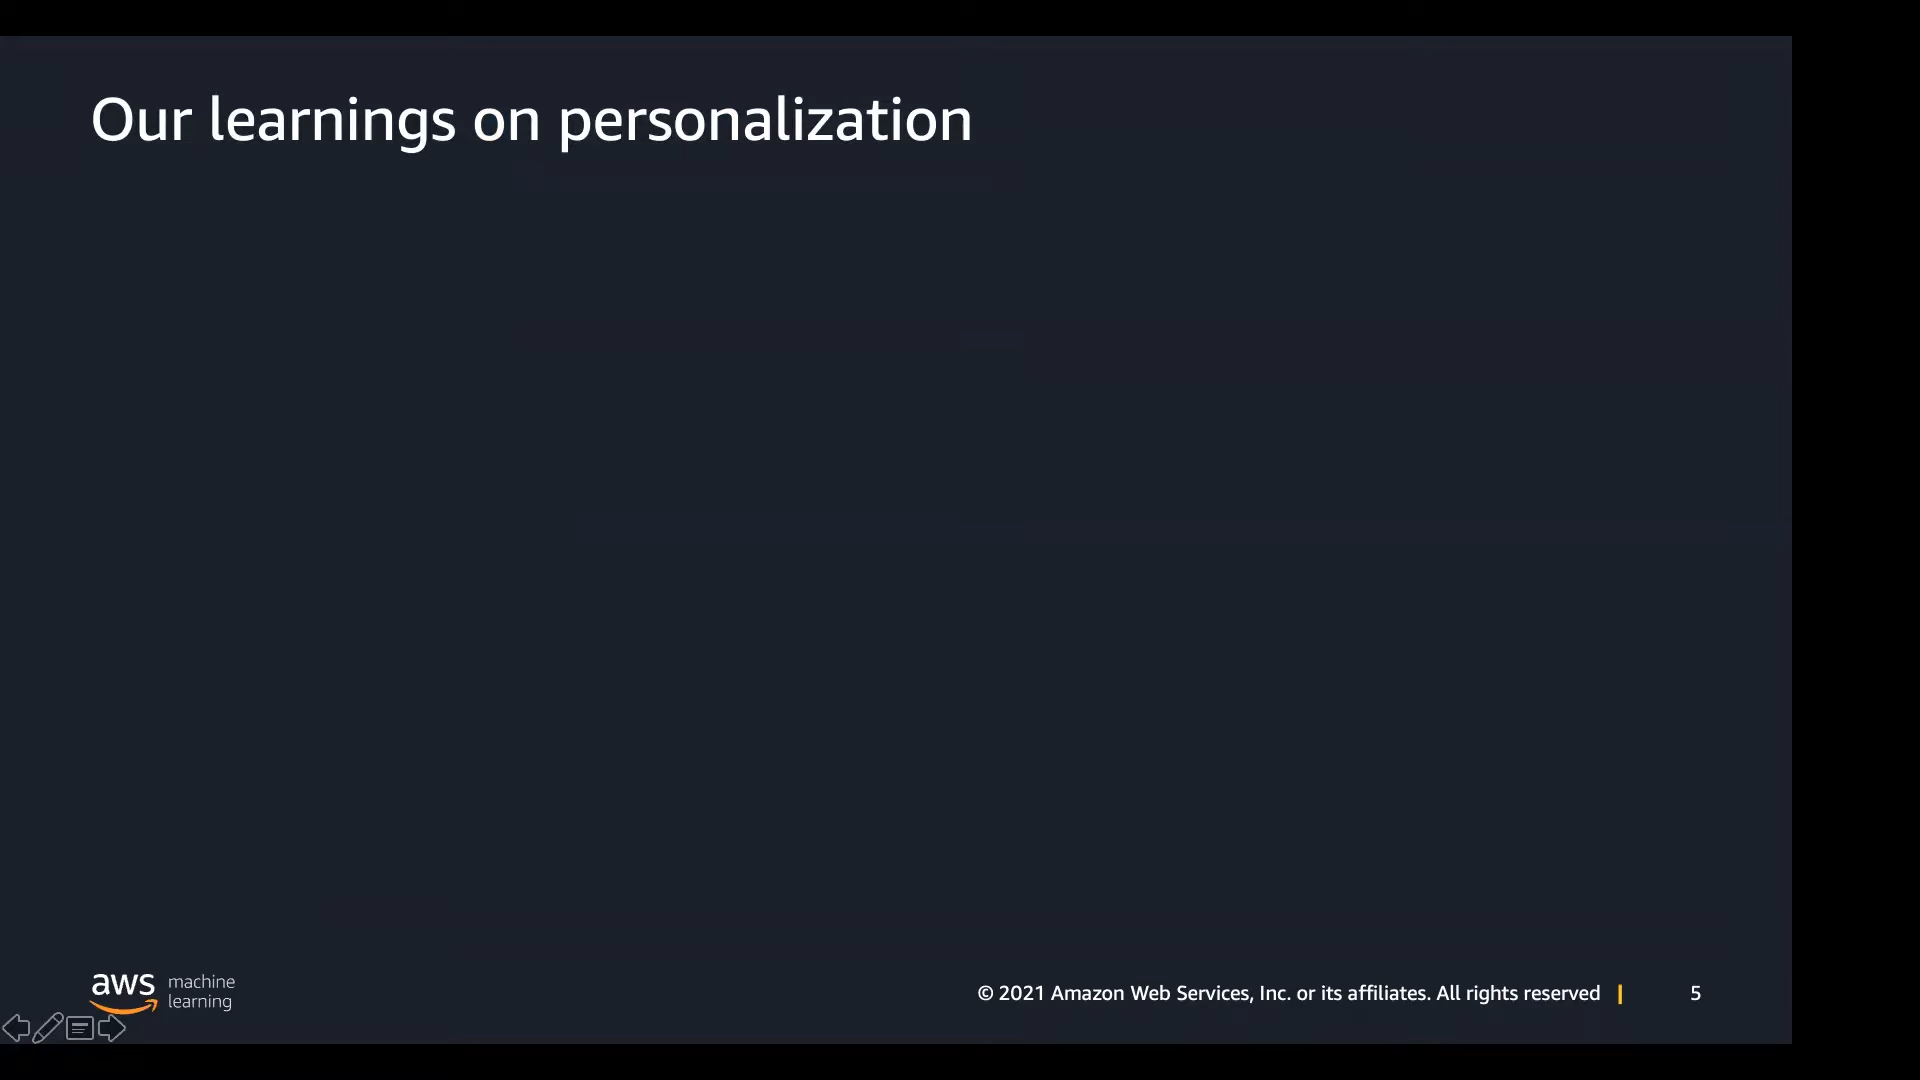 Our learnings on personalization
aws machine
learning
© 2021 Amazon Web Services, Inc. or its affiliates. All rights reserved | 5